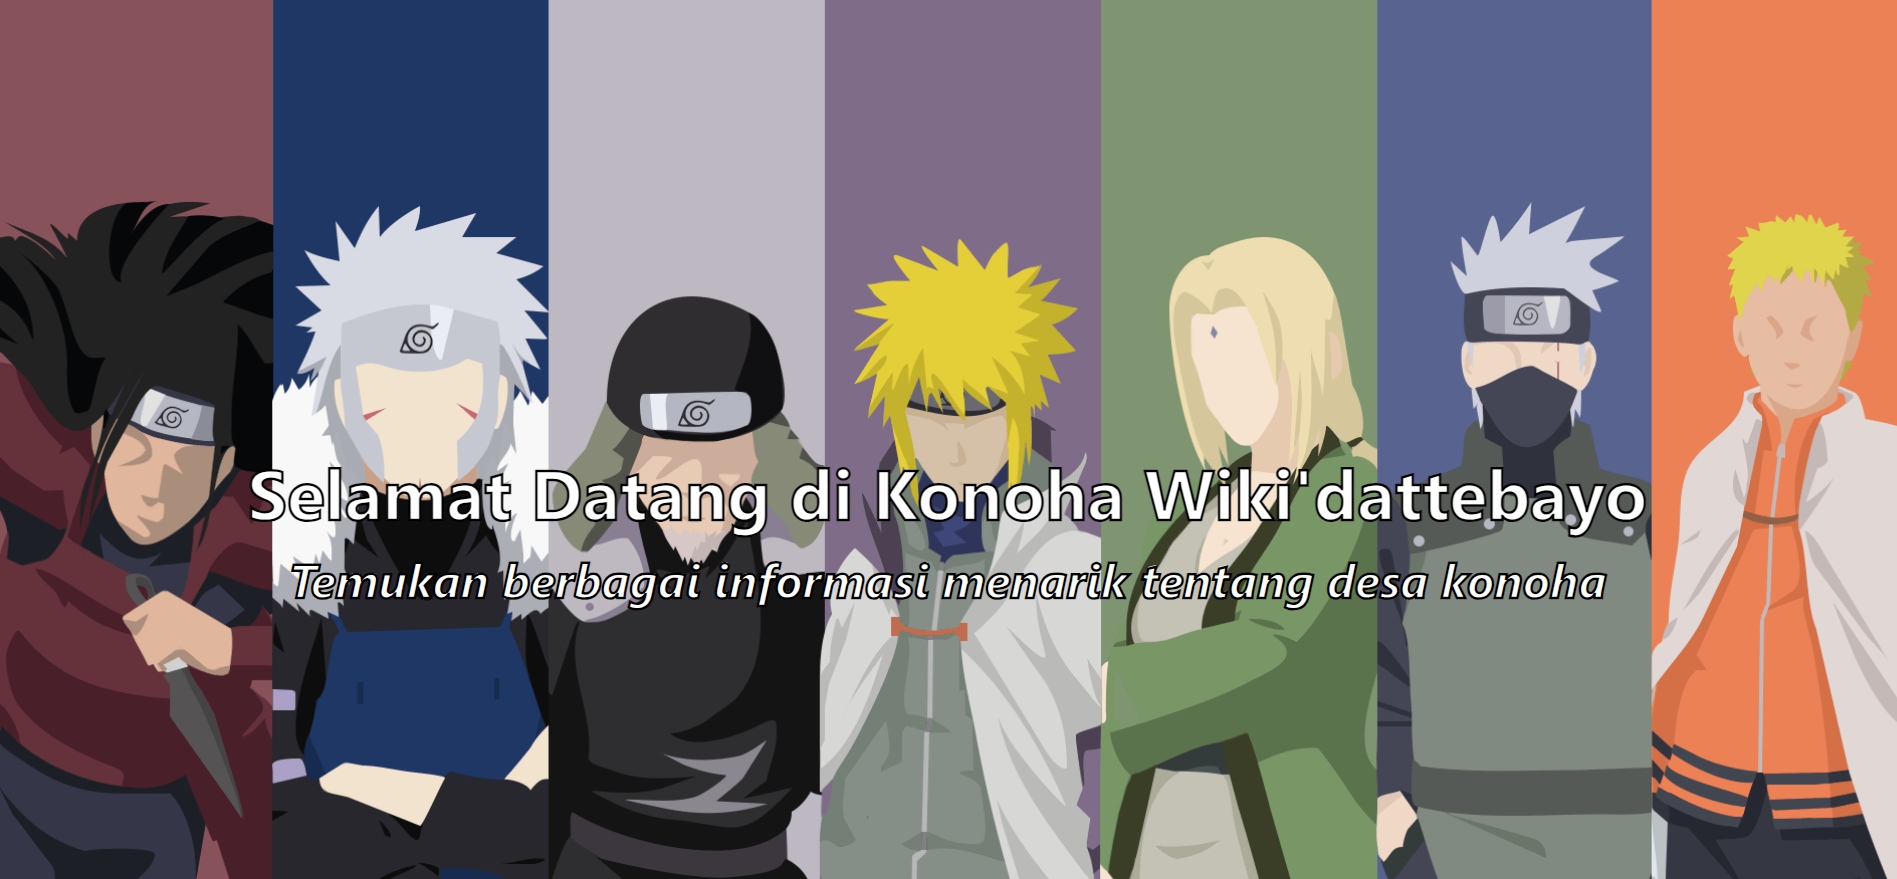 Selamat Datang di Konoha Wiki'dattebayo
Temukan berbagai informasi menarik tentang desa konoha